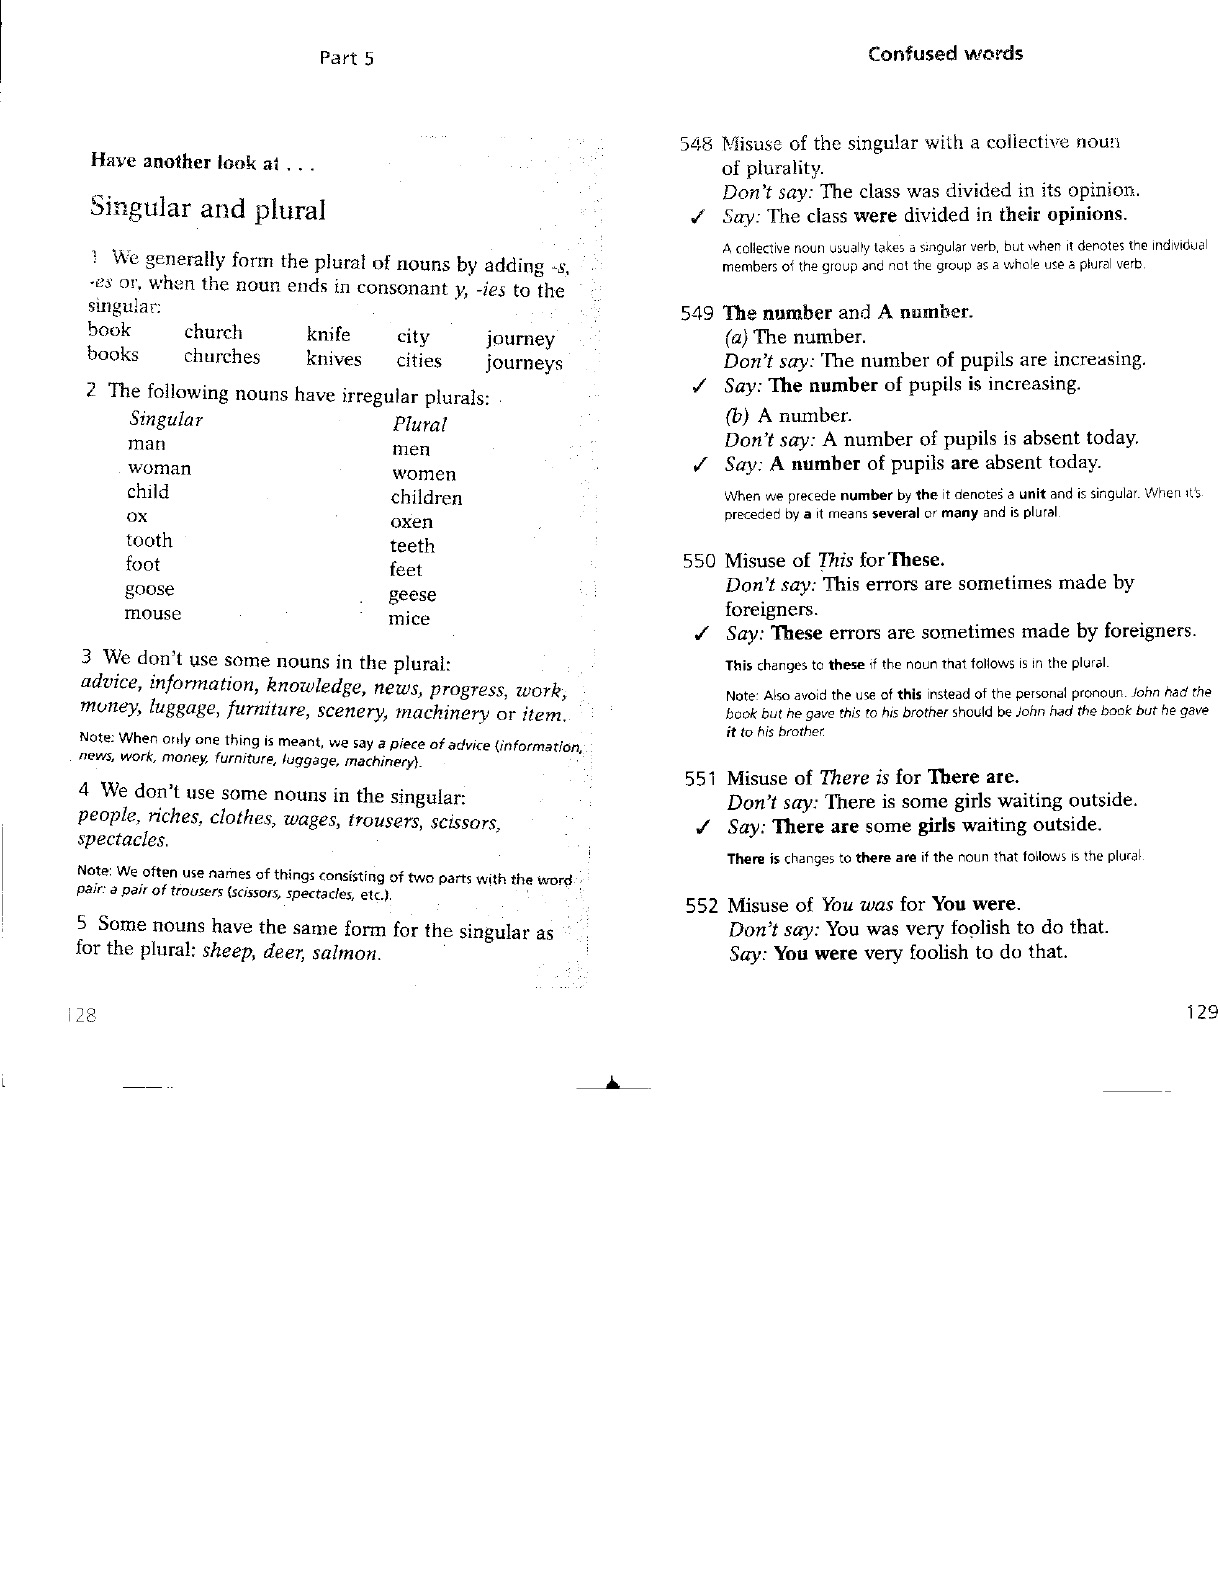 Part 5
Have another look at . . .
Singular and plural
1 We generally form the plural of nouns by adding -s,
-es or, when the noun ends in consonant y, -ies to the
singular:
book church knife city journey
books churches knives cities journeys
2 The following nouns have irregular plurals:
Singular Plural
man men
woman women
child children
ox oxen
tooth teeth
foot feet
goose geese
mouse mice
3 We don't use some nouns in the plural:
advice, information, knowledge, news, progress, work,
money, luggage, furniture, scenery, machinery or item.
Note: When only one thing is meant, we say a piece of advice (information,
news, work, money, furniture, luggage, machinery).
4 We don't use some nouns in the singular:
people, riches, clothes, wages, trousers, scissors,
spectacles.
Note: We often use names of things consisting of two parts with the word
pair: a pair of trousers (scissors, spectacles, etc.).
5 Some nouns have the same form for the singular as
for the plural: sheep, deer, salmon.
128
Confused words
548 Misuse of the singular with a collective noun
of plurality.
Don't say: The class was divided in its opinion.
✓ Say: The class were divided in their opinions.
A collective noun usually takes a singular verb, but when it denotes the individual
members of the group and not the group as a whole use a plural verb.
549 The number and A number.
(a) The number.
Don't say: The number of pupils are increasing.
✓ Say: The number of pupils is increasing.
(b) A number.
Don't say: A number of pupils is absent today.
✓ Say: A number of pupils are absent today.
When we precede number by the it denotes a unit and is singular. When it's
preceded by a it means several or many and is plural.
550 Misuse of This for These.
Don't say: This errors are sometimes made by
foreigners.
✓ Say: These errors are sometimes made by foreigners.
This changes to these if the noun that follows is in the plural.
Note: Also avoid the use of this instead of the personal pronoun. John had the
book but he gave this to his brother should be John had the book but he gave
it to his brother.
551 Misuse of There is for There are.
Don't say: There is some girls waiting outside.
✓ Say: There are some girls waiting outside.
There is changes to there are if the noun that follows is the plural.
552 Misuse of You was for You were.
Don't say: You was very foolish to do that.
Say: You were very foolish to do that.
129